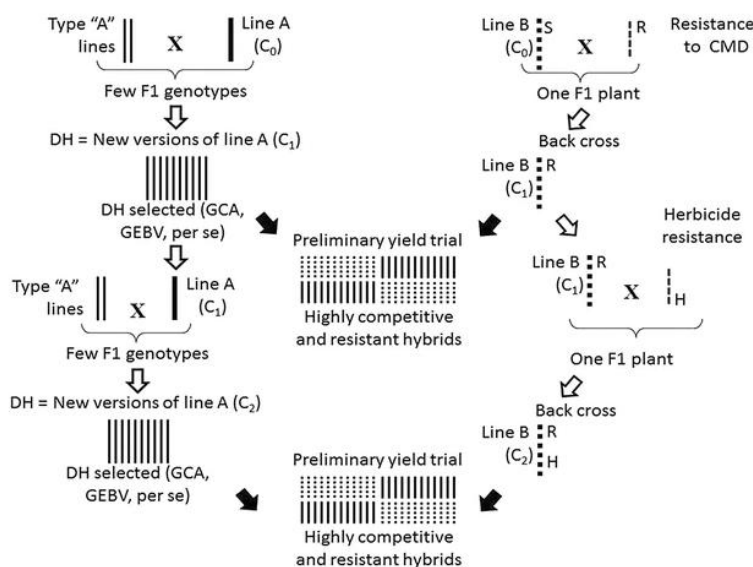 Type “A”
lines
X
Line A
(C0)
Few F1 genotypes
DH = New versions of line A (C1)
DH selected (GCA,
GEBV, per se)
Type “A”
lines
X
Line A
(C1)
Few F1 genotypes
DH = New versions of line A (C2)
DH selected (GCA,
GEBV, per se)
Preliminary yield trial
Highly competitive
and resistant hybrids
Preliminary yield trial
Highly competitive
and resistant hybrids
Line B
(C0)
S
X
R
Resistance
to CMD
One F1 plant
Back cross
Line B
(C1)
R
Herbicide
resistance
Line B
(C1)
R
X
H
One F1 plant
Back cross
Line B
(C2)
R
H